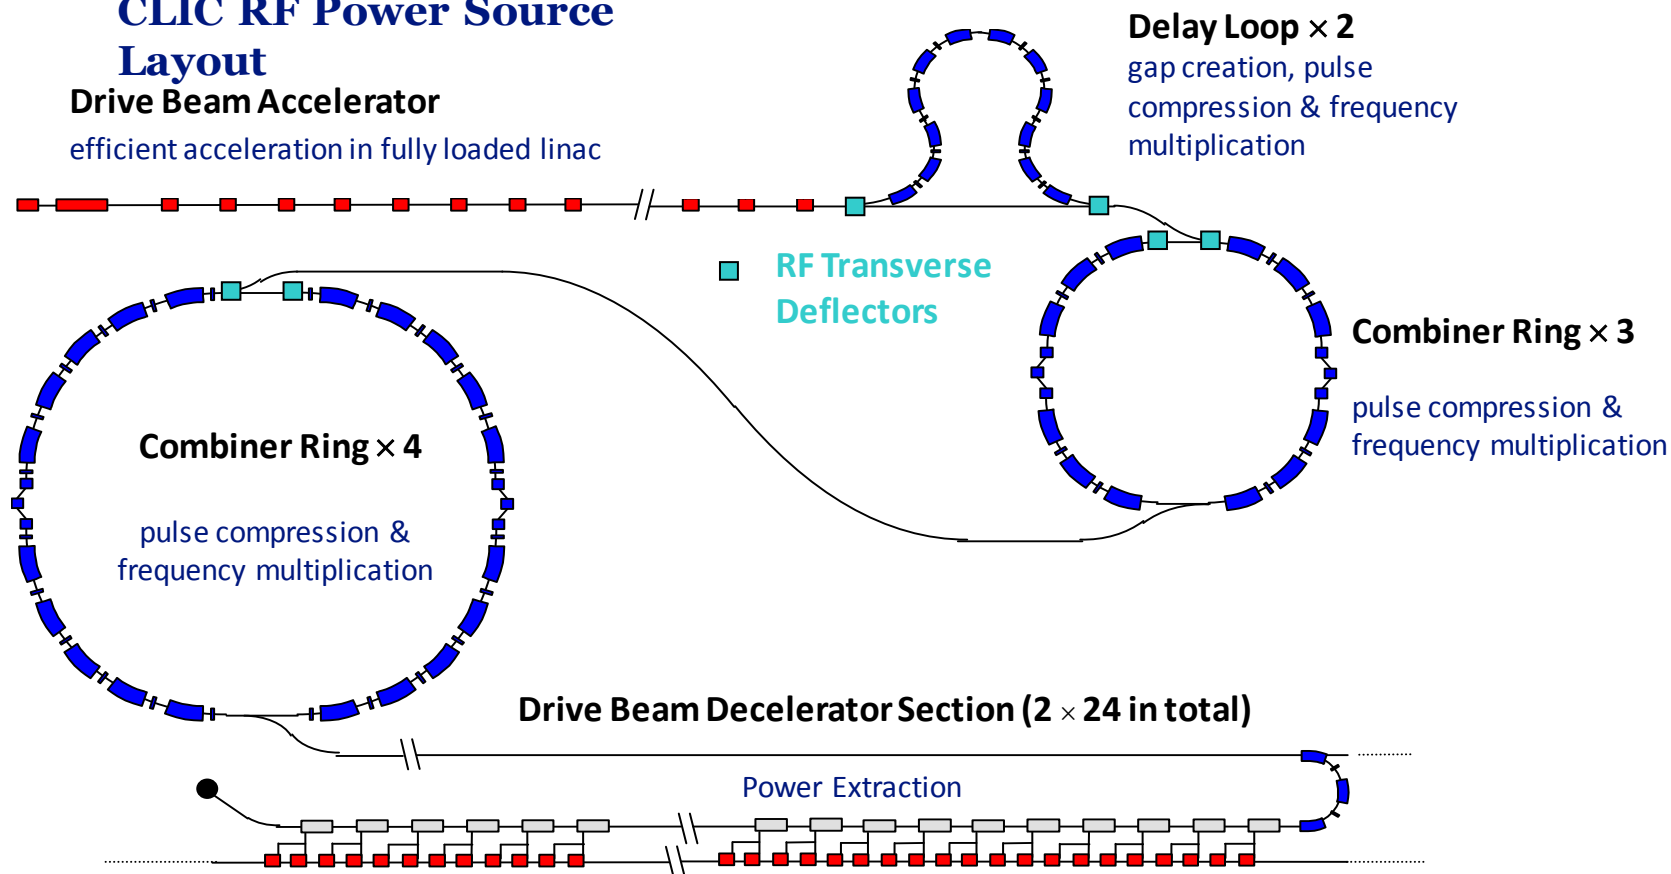 CLIC RF Power Source
Layout
Drive Beam Accelerator
efficient acceleration in fully loaded linac
Delay Loop × 2
gap creation, pulse
compression & frequency
multiplication
RF Transverse
Deflectors
Combiner Ring × 3
pulse compression &
frequency multiplication
Combiner Ring × 4
pulse compression &
frequency multiplication
Drive Beam Decelerator Section (2 × 24 in total)
Power Extraction